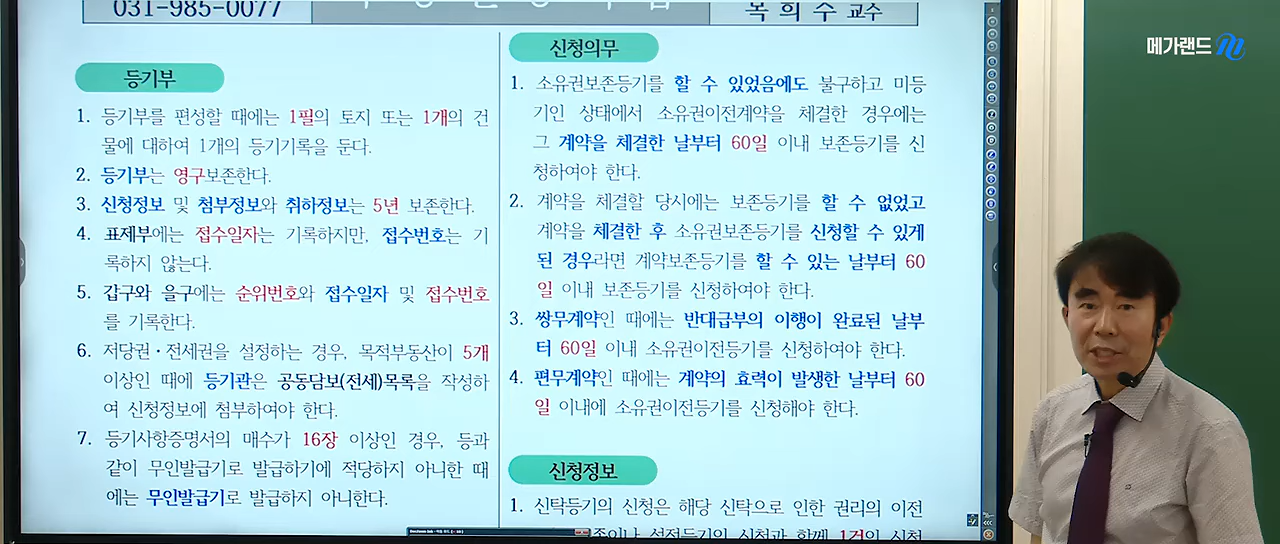 031-985-0077
목 희 수 교수
메가랜드
등기부
1. 등기부를 편성할 때에는 1필의 토지 또는 1개의 건
물에 대하여 1개의 등기기록을 둔다.
2. 등기부는 영구보존한다.
3. 신청정보 및 첨부정보와 취하정보는 5년 보존한다.
4. 표제부에는 접수일자는 기록하지만, 접수번호는 기
록하지 않는다.
5. 갑구와 을구에는 순위번호와 접수일자 및 접수번호
를 기록한다.
6. 저당권·전세권을 설정하는 경우, 목적부동산이 5개
이상인 때에 등기관은 공동담보(전세)목록을 작성하
여 신청정보에 첨부하여야 한다.
7. 등기사항증명서의 매수가 16장 이상인 경우, 등과
같이 무인발급기로 발급하기에 적당하지 아니한 때
에는 무인발급기로 발급하지 아니한다.
신청의무
1. 소유권보존등기를 할 수 있었음에도 불구하고 미등
기인 상태에서 소유권이전계약을 체결한 경우에는
그 계약을 체결한 날부터 60일 이내 보존등기를 신
청하여야 한다.
2. 계약을 체결할 당시에는 보존등기를 할 수 없었고
계약을 체결한 후 소유권보존등기를 신청할 수 있게
된 경우라면 계약보존등기를 할 수 있는 날부터 60
일 이내 보존등기를 신청하여야 한다.
3. 쌍무계약인 때에는 반대급부의 이행이 완료된 날부
터 60일 이내 소유권이전등기를 신청하여야 한다.
4. 편무계약인 때에는 계약의 효력이 발생한 날부터 60
일 이내에 소유권이전등기를 신청해야 한다.
신청정보
1. 신탁등기의 신청은 해당 신탁으로 인한 권리의 이전
존이나 설정등기의 신청과 함께 1건의 신청